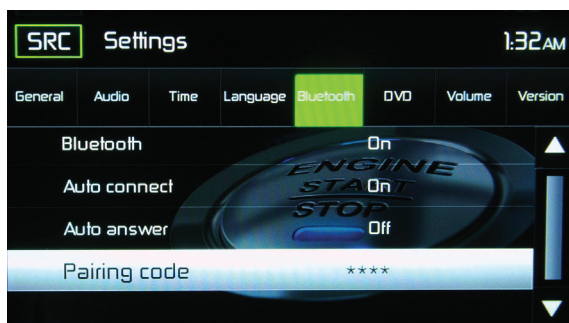 SRC Settings 1:32AM
General Audio Time Language Bluetooth DVD Volume Version
Bluetooth On
ENGINE
Auto connect On
START
Auto answer Off
STOP
Pairing code ****